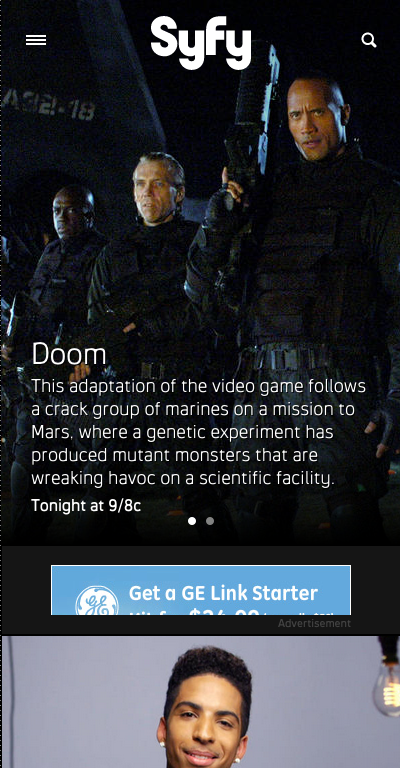 Syfy
A32-18
Doom
This adaptation of the video game follows
a crack group of marines on a mission to
Mars, where a genetic experiment has
produced mutant monsters that are
wreaking havoc on a scientific facility.
Tonight at 9/8c
GE
Get a GE Link Starter
Advertisement